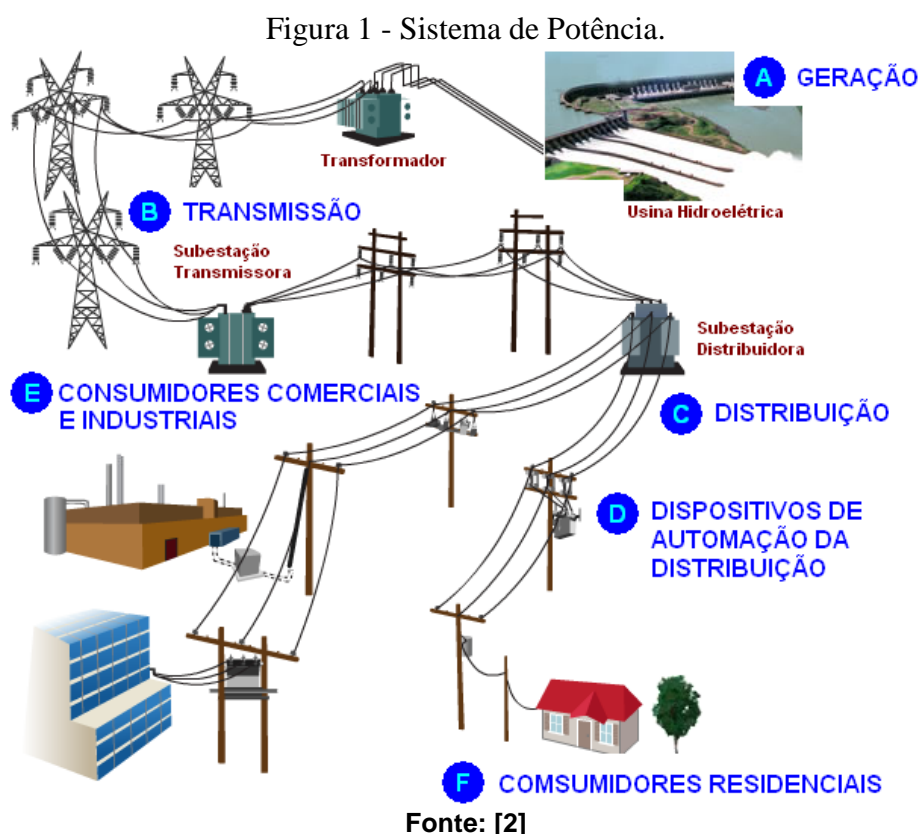 Figura 1 - Sistema de Potência.
A GERAÇÃO
Transformador
Usina Hidroelétrica
B TRANSMISSÃO
Subestação
Transmissora
Subestação
Distribuidora
E CONSUMIDORES COMERCIAIS
E INDUSTRIAIS
C DISTRIBUIÇÃO
D DISPOSITIVOS DE
AUTOMAÇÃO DA
DISTRIBUIÇÃO
F COMSUMIDORES RESIDENCIAIS
Fonte: [2]